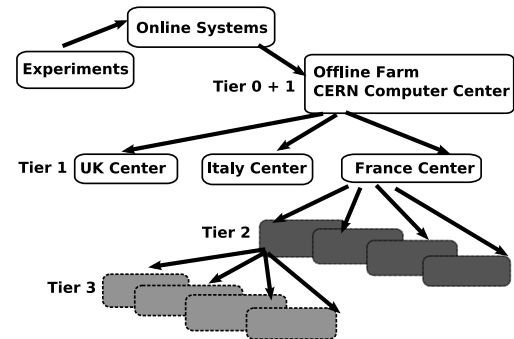 Online Systems
Experiments
Offline Farm
Tier 0 + 1
CERN Computer Center
Tier 1
UK Center
Italy Center
France Center
Tier 2
Tier 3